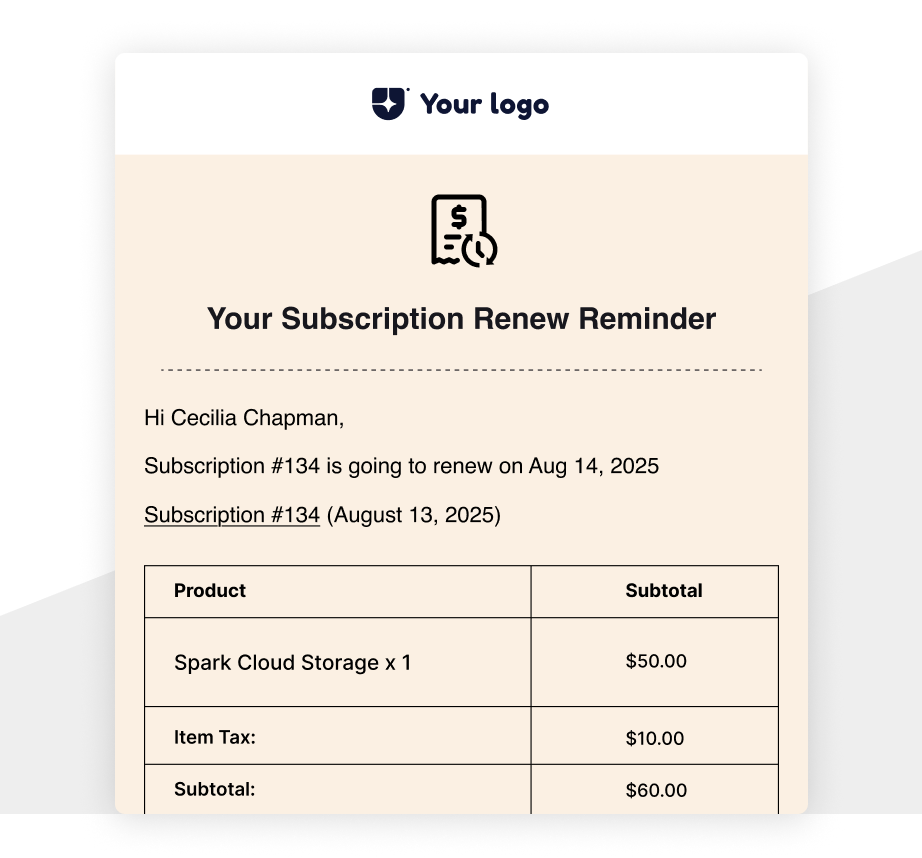 Your logo
$
Your Subscription Renew Reminder
Hi Cecilia Chapman,
Subscription #134 is going to renew on Aug 14, 2025
Subscription #134 (August 13, 2025)
Product Subtotal
Spark Cloud Storage x 1 $50.00
Item Tax: $10.00
Subtotal: $60.00